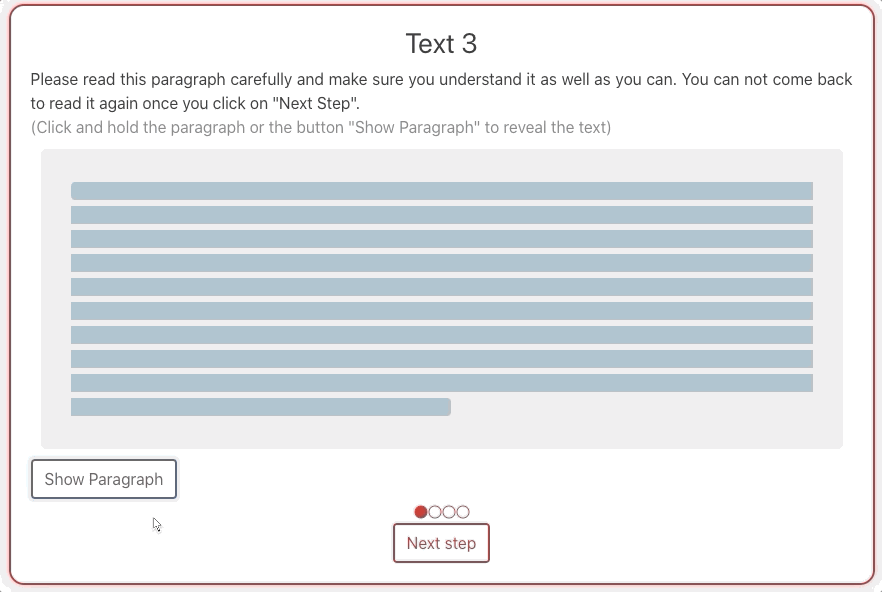 Text 3
Please read this paragraph carefully and make sure you understand it as well as you can. You can not come back
to read it again once you click on "Next Step".
(Click and hold the paragraph or the button "Show Paragraph" to reveal the text)
Show Paragraph
Next step